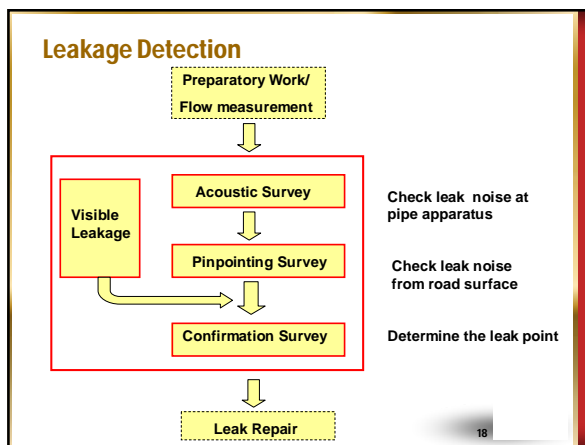 Leakage Detection
Preparatory Work/
Flow measurement
Acoustic Survey
Check leak noise at
pipe apparatus
Visible
Leakage
Pinpointing Survey
Check leak noise
from road surface
Confirmation Survey
Determine the leak point
Leak Repair
18